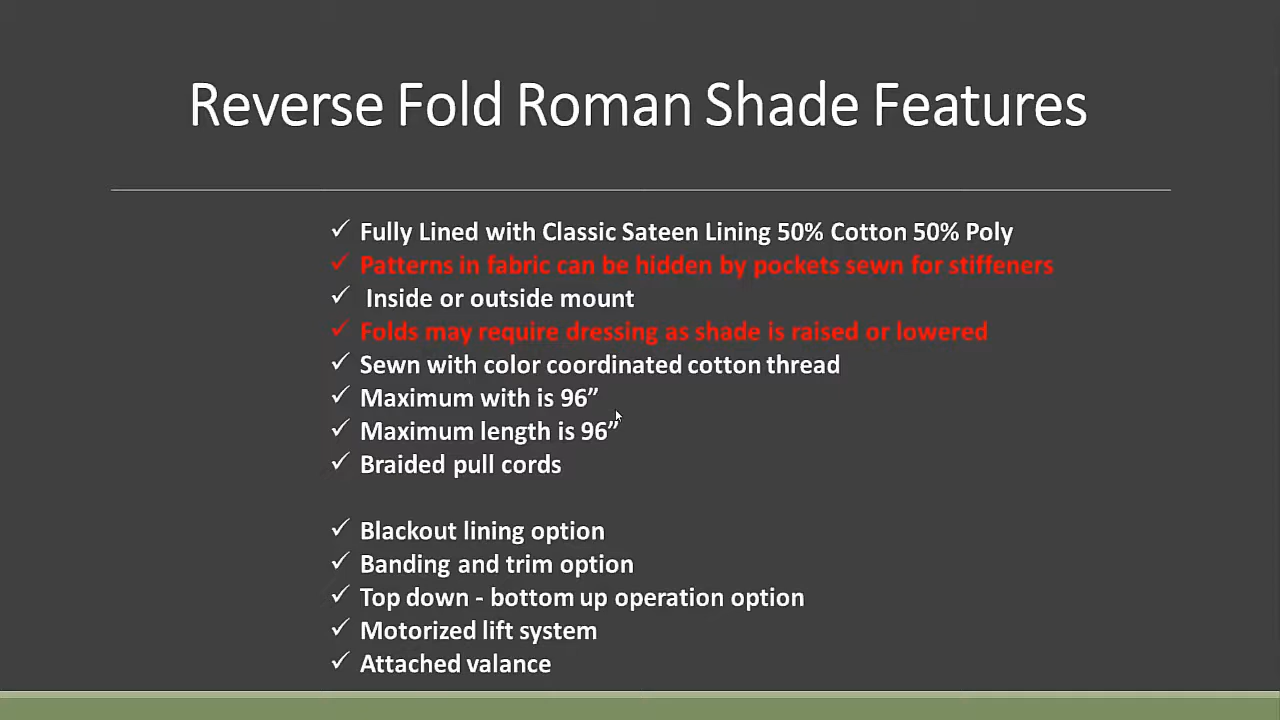 Reverse Fold Roman Shade Features
✓ Fully Lined with Classic Sateen Lining 50% Cotton 50% Poly
✓ Patterns in fabric can be hidden by pockets sewn for stiffeners
✓ Inside or outside mount
✓ Folds may require dressing as shade is raised or lowered
✓ Sewn with color coordinated cotton thread
✓ Maximum with is 96”
✓ Maximum length is 96”
✓ Braided pull cords
✓ Blackout lining option
✓ Banding and trim option
✓ Top down - bottom up operation option
✓ Motorized lift system
✓ Attached valance